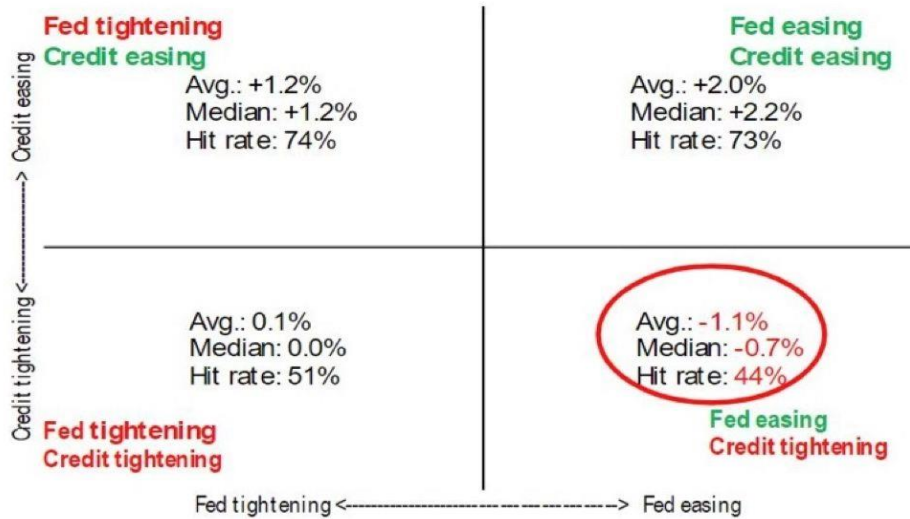 Fed tightening
Credit easing
Avg.: +1.2%
Median: +1.2%
Hit rate: 74%
Fed easing
Credit easing
Avg.: +2.0%
Median: +2.2%
Hit rate: 73%
Credit tightening <-----------------> Credit easing
Avg.: 0.1%
Median: 0.0%
Hit rate: 51%
Fed tightening
Credit tightening
Avg.: -1.1%
Median: -0.7%
Hit rate: 44%
Fed easing
Credit tightening
Fed tightening <------------------------------------> Fed easing